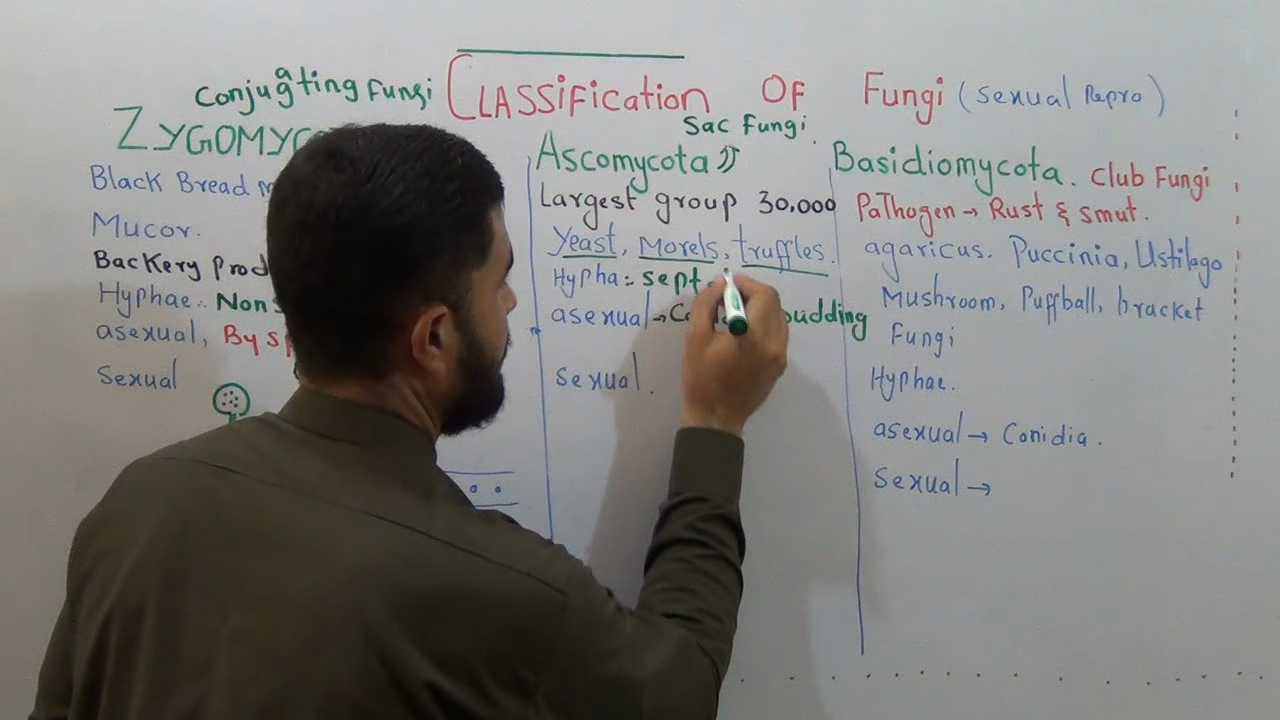 Conjugating Fungi
CLASSIFICATION OF Fungi (Sexual Repro)
ZYGOMYCO
Black Bread
Mucor.
Backery Prod
Hyphae:. Non
asexual, By Sp
Sexual
Sac Fungi.
Ascomycota
Largest group 30,000
Yeast, Morels, truffles.
Hypha: sept
asexual → budding
Sexual.
Basidiomycota. Club Fungi
Pathogen → Rust & smut.
agaricus. Puccinia, Ustilago
Mushroom, Puffball, bracket
Fungi
Hyphae.
asexual → Conidia.
Sexual →